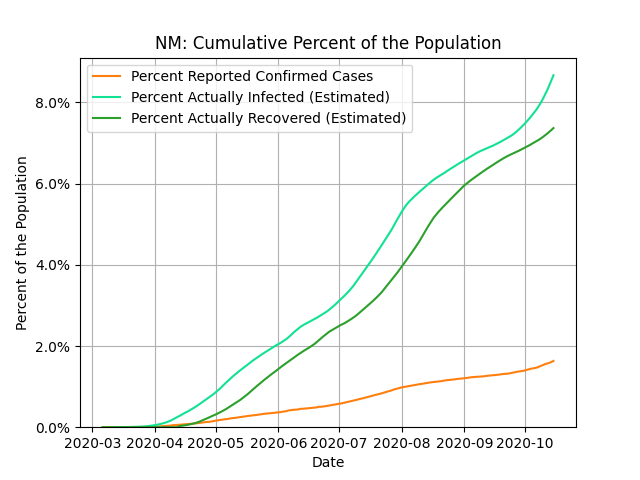 NM: Cumulative Percent of the Population
Percent Reported Confirmed Cases
Percent Actually Infected (Estimated)
Percent Actually Recovered (Estimated)
Percent of the Population
8.0%
6.0%
4.0%
2.0%
0.0%
2020-03 2020-04 2020-05 2020-06 2020-07 2020-08 2020-09 2020-10
Date